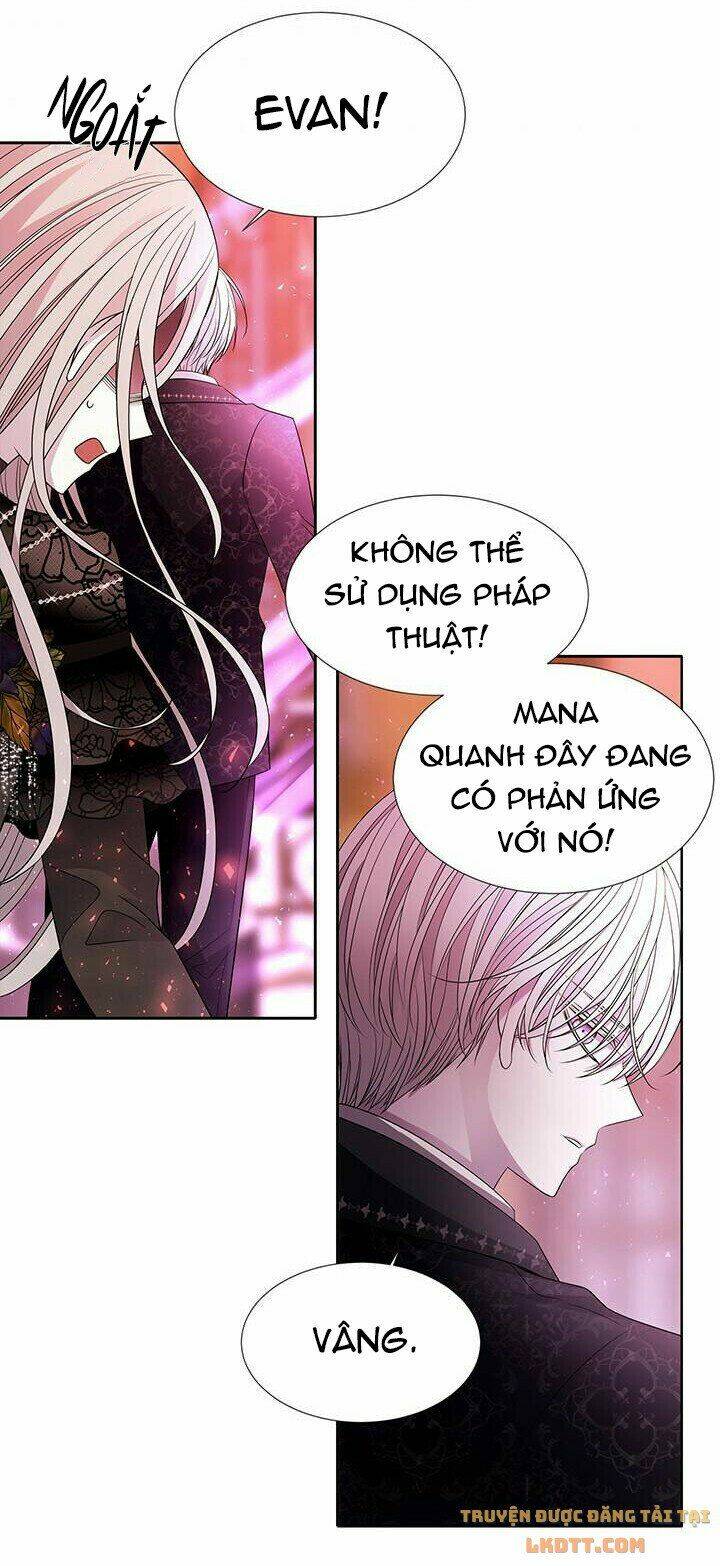 NGOẮT
EVAN!
KHÔNG THỂ
SỬ DỤNG PHÁP
THUẬT!
MANA
QUANH ĐÂY ĐANG
CÓ PHẢN ỨNG
VỚI NÓ!
VÂNG.
TRUYỆN ĐƯỢC ĐĂNG TẢI TẠI
LKDTT.COM